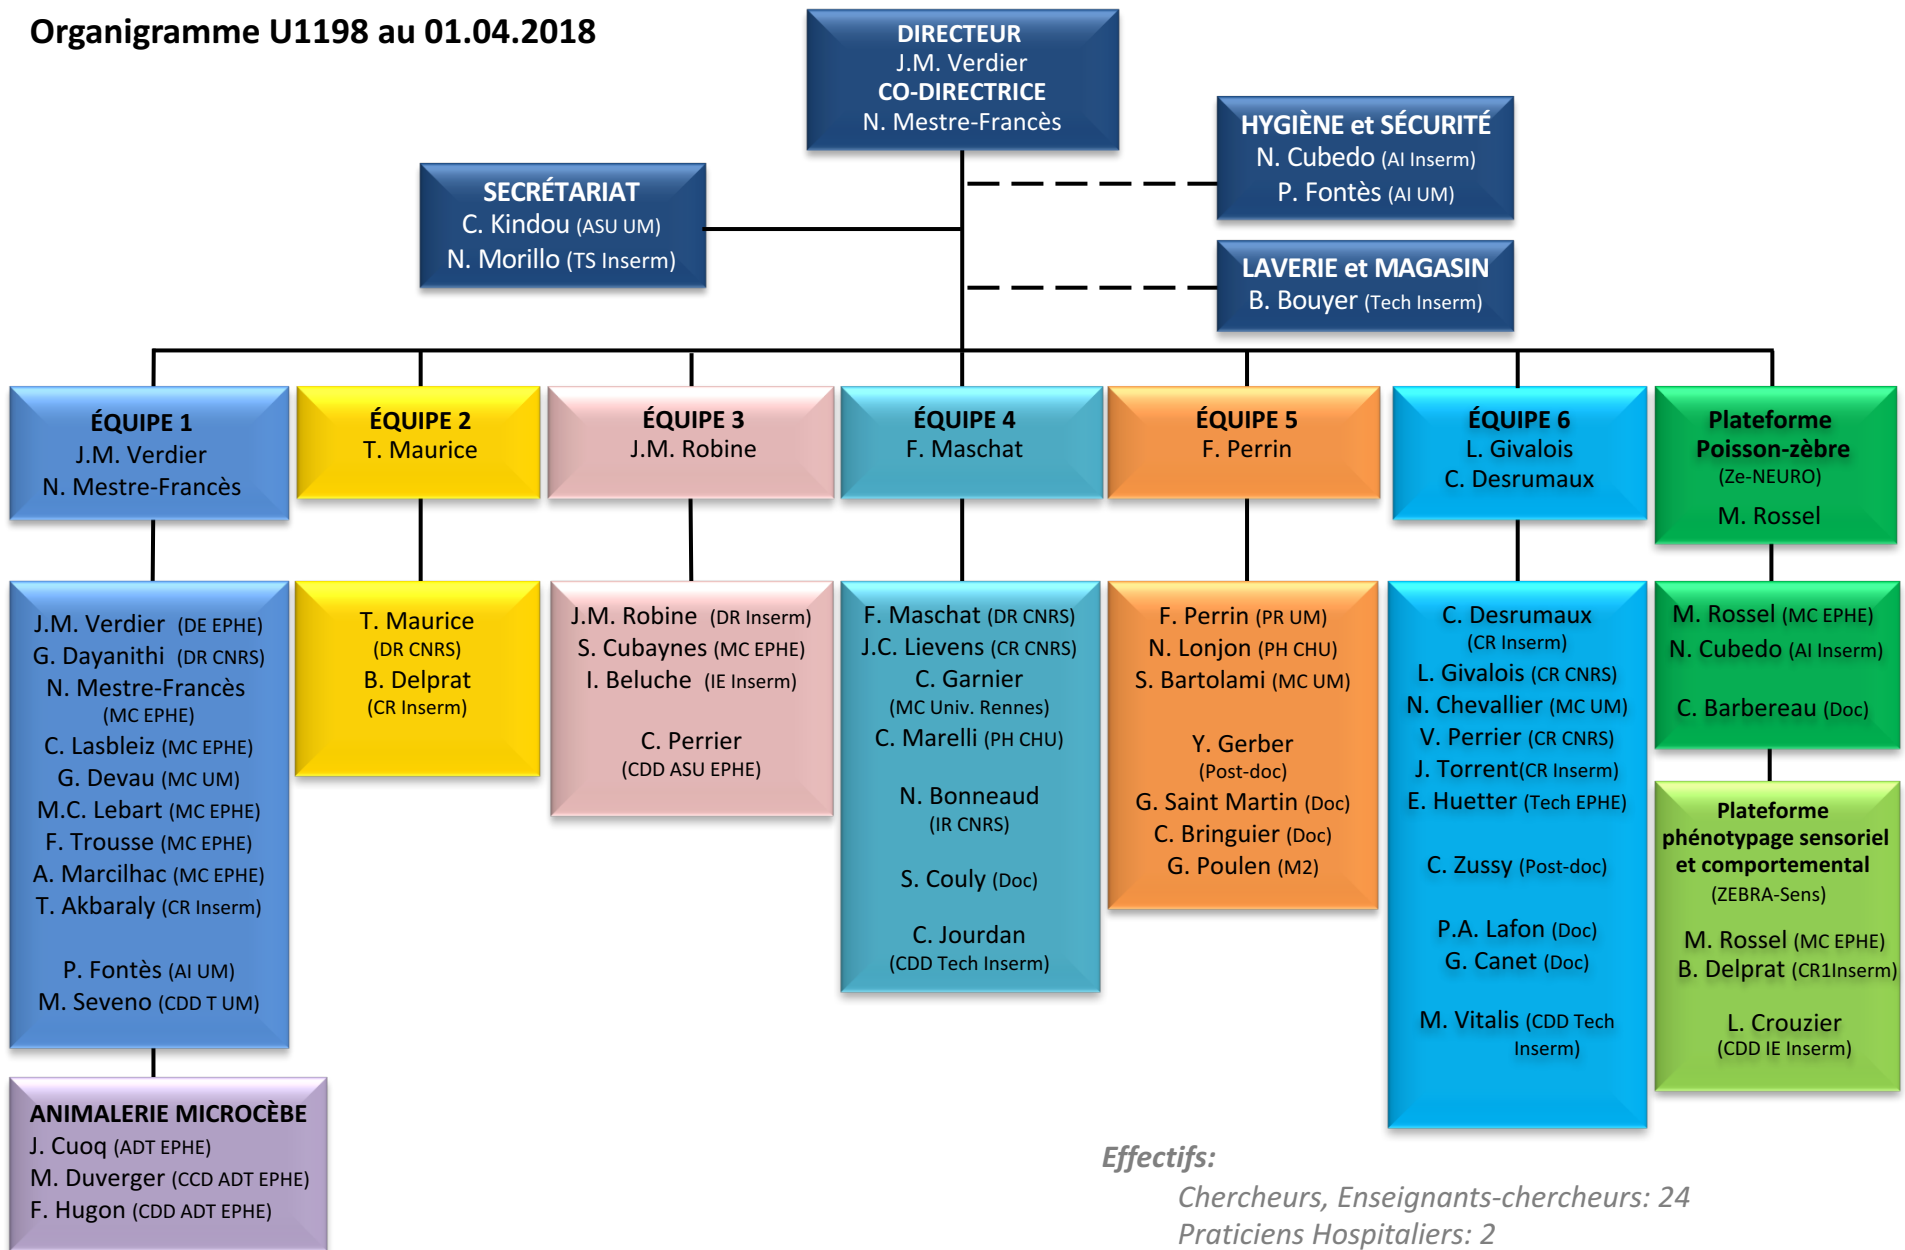 Organigramme U1198 au 01.04.2018
DIRECTEUR
J.M. Verdier
CO-DIRECTRICE
N. Mestre-Francès
HYGIÈNE et SÉCURITÉ
N. Cubedo (AI Inserm)
P. Fontès (AI UM)
SECRÉTARIAT
C. Kindou (ASU UM)
N. Morillo (TS Inserm)
LAVERIE et MAGASIN
B. Bouyer (Tech Inserm)
ÉQUIPE 1
J.M. Verdier
N. Mestre-Francès
ÉQUIPE 2
T. Maurice
ÉQUIPE 3
J.M. Robine
ÉQUIPE 4
F. Maschat
ÉQUIPE 5
F. Perrin
ÉQUIPE 6
L. Givalois
C. Desrumaux
Plateforme
Poisson-zèbre
(Ze-NEURO)
M. Rossel
J.M. Verdier (DE EPHE)
G. Dayanithi (DR CNRS)
N. Mestre-Francès
(MC EPHE)
C. Lasbleiz (MC EPHE)
G. Devau (MC UM)
M.C. Lebart (MC EPHE)
F. Trousse (MC EPHE)
A. Marcilhac (MC EPHE)
T. Akbaraly (CR Inserm)
P. Fontès (AI UM)
M. Seveno (CDD T UM)
T. Maurice
(DR CNRS)
B. Delprat
(CR Inserm)
J.M. Robine (DR Inserm)
S. Cubaynes (MC EPHE)
I. Beluche (IE Inserm)
C. Perrier
(CDD ASU EPHE)
F. Maschat (DR CNRS)
J.C. Lievens (CR CNRS)
C. Garnier
(MC Univ. Rennes)
C. Marelli (PH CHU)
N. Bonneaud
(IR CNRS)
S. Couly (Doc)
C. Jourdan
(CDD Tech Inserm)
F. Perrin (PR UM)
N. Lonjon (PH CHU)
S. Bartolami (MC UM)
Y. Gerber
(Post-doc)
G. Saint Martin (Doc)
C. Bringuier (Doc)
G. Poulen (M2)
C. Desrumaux
(CR Inserm)
L. Givalois (CR CNRS)
N. Chevallier (MC UM)
V. Perrier (CR CNRS)
J. Torrent(CR Inserm)
E. Huetter (Tech EPHE)
C. Zussy (Post-doc)
P.A. Lafon (Doc)
G. Canet (Doc)
M. Vitalis (CDD Tech
Inserm)
M. Rossel (MC EPHE)
N. Cubedo (AI Inserm)
C. Barbereau (Doc)
Plateforme
phénotypage sensoriel
et comportemental
(ZEBRA-Sens)
M. Rossel (MC EPHE)
B. Delprat (CR1Inserm)
L. Crouzier
(CDD IE Inserm)
ANIMALERIE MICROCÈBE
J. Cuoq (ADT EPHE)
M. Duverger (CCD ADT EPHE)
F. Hugon (CDD ADT EPHE)
Effectifs:
Chercheurs, Enseignants-chercheurs: 24
Praticiens Hospitaliers: 2